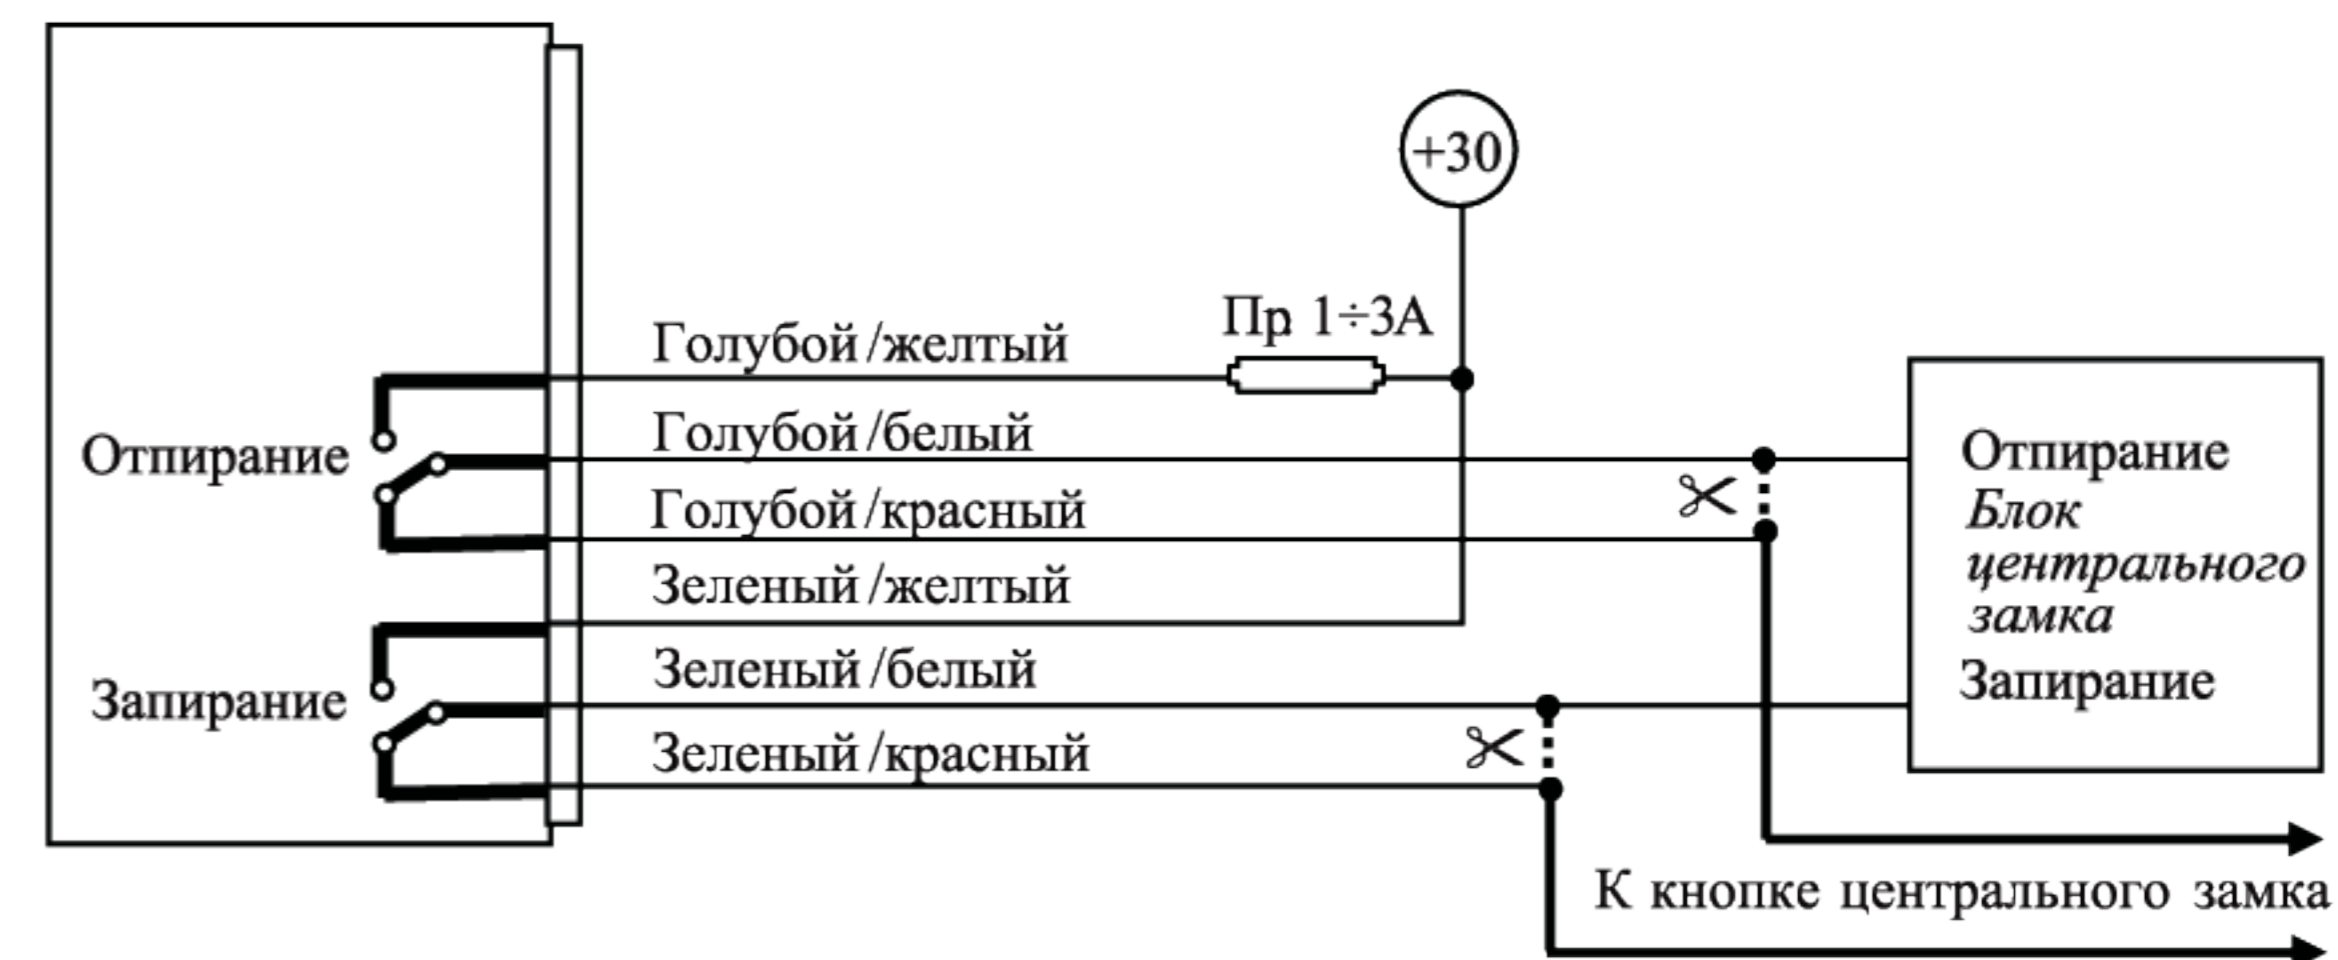 +30
Пр 1÷3А
Голубой/желтый
Голубой/белый
Отпирание
Голубой/красный
Зеленый/желтый
Зеленый/белый
Запирание
Зеленый/красный
Отпирание
Блок
центрального
замка
Запирание
К кнопке центрального замка